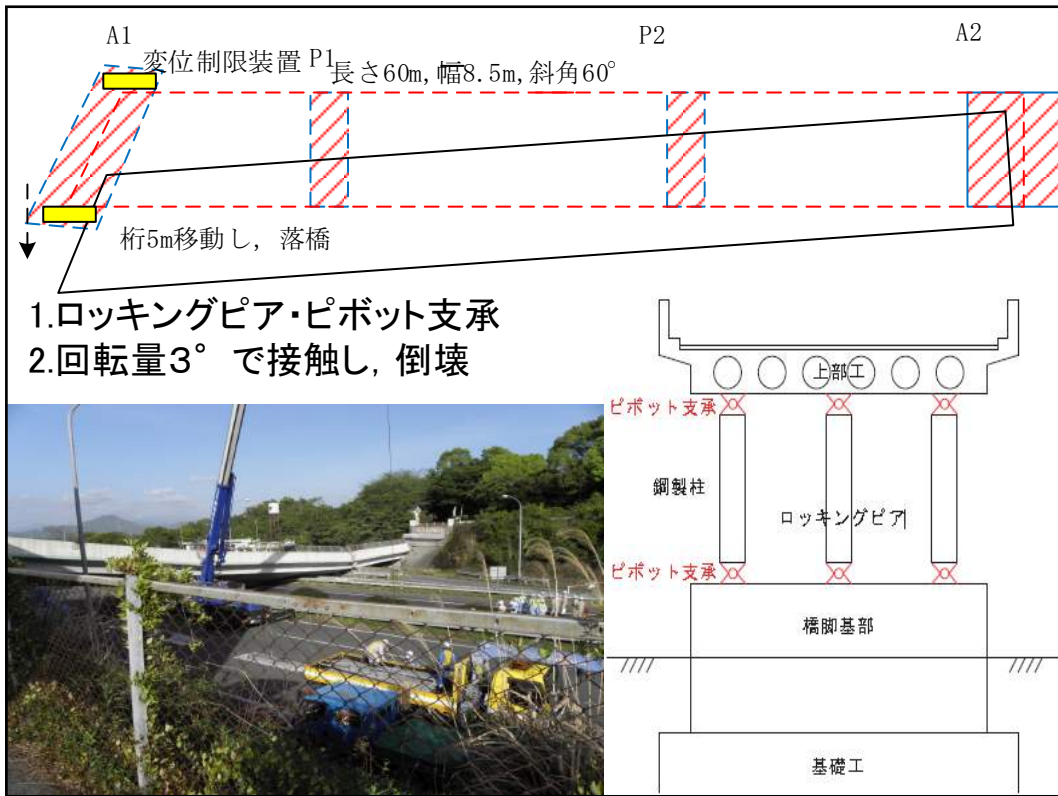 A1
P2
A2
変位制限装置 P1
長さ60m, 幅8.5m, 斜角60°
桁5m移動し, 落橋
1.ロッキングピア・ピボット支承
2.回転量3° で接触し, 倒壊
上部工
ピボット支承
鋼製柱
ロッキングピア
ピボット支承
橋脚基部
基礎工